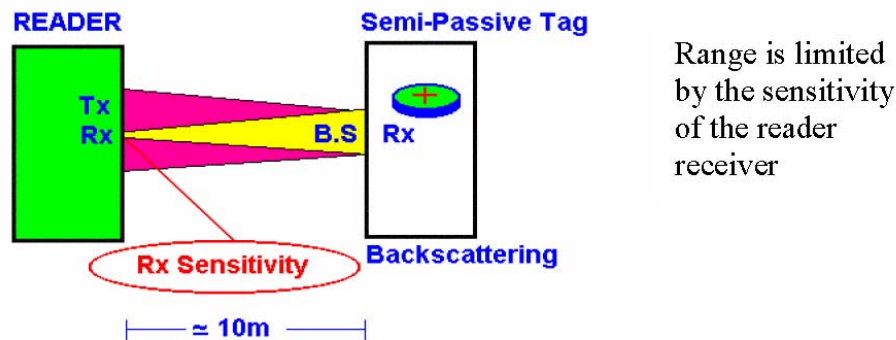 READER
Semi-Passive Tag
Tx
Rx
B.S
Rx
Rx Sensitivity
Backscattering
≃ 10m
Range is limited
by the sensitivity
of the reader
receiver